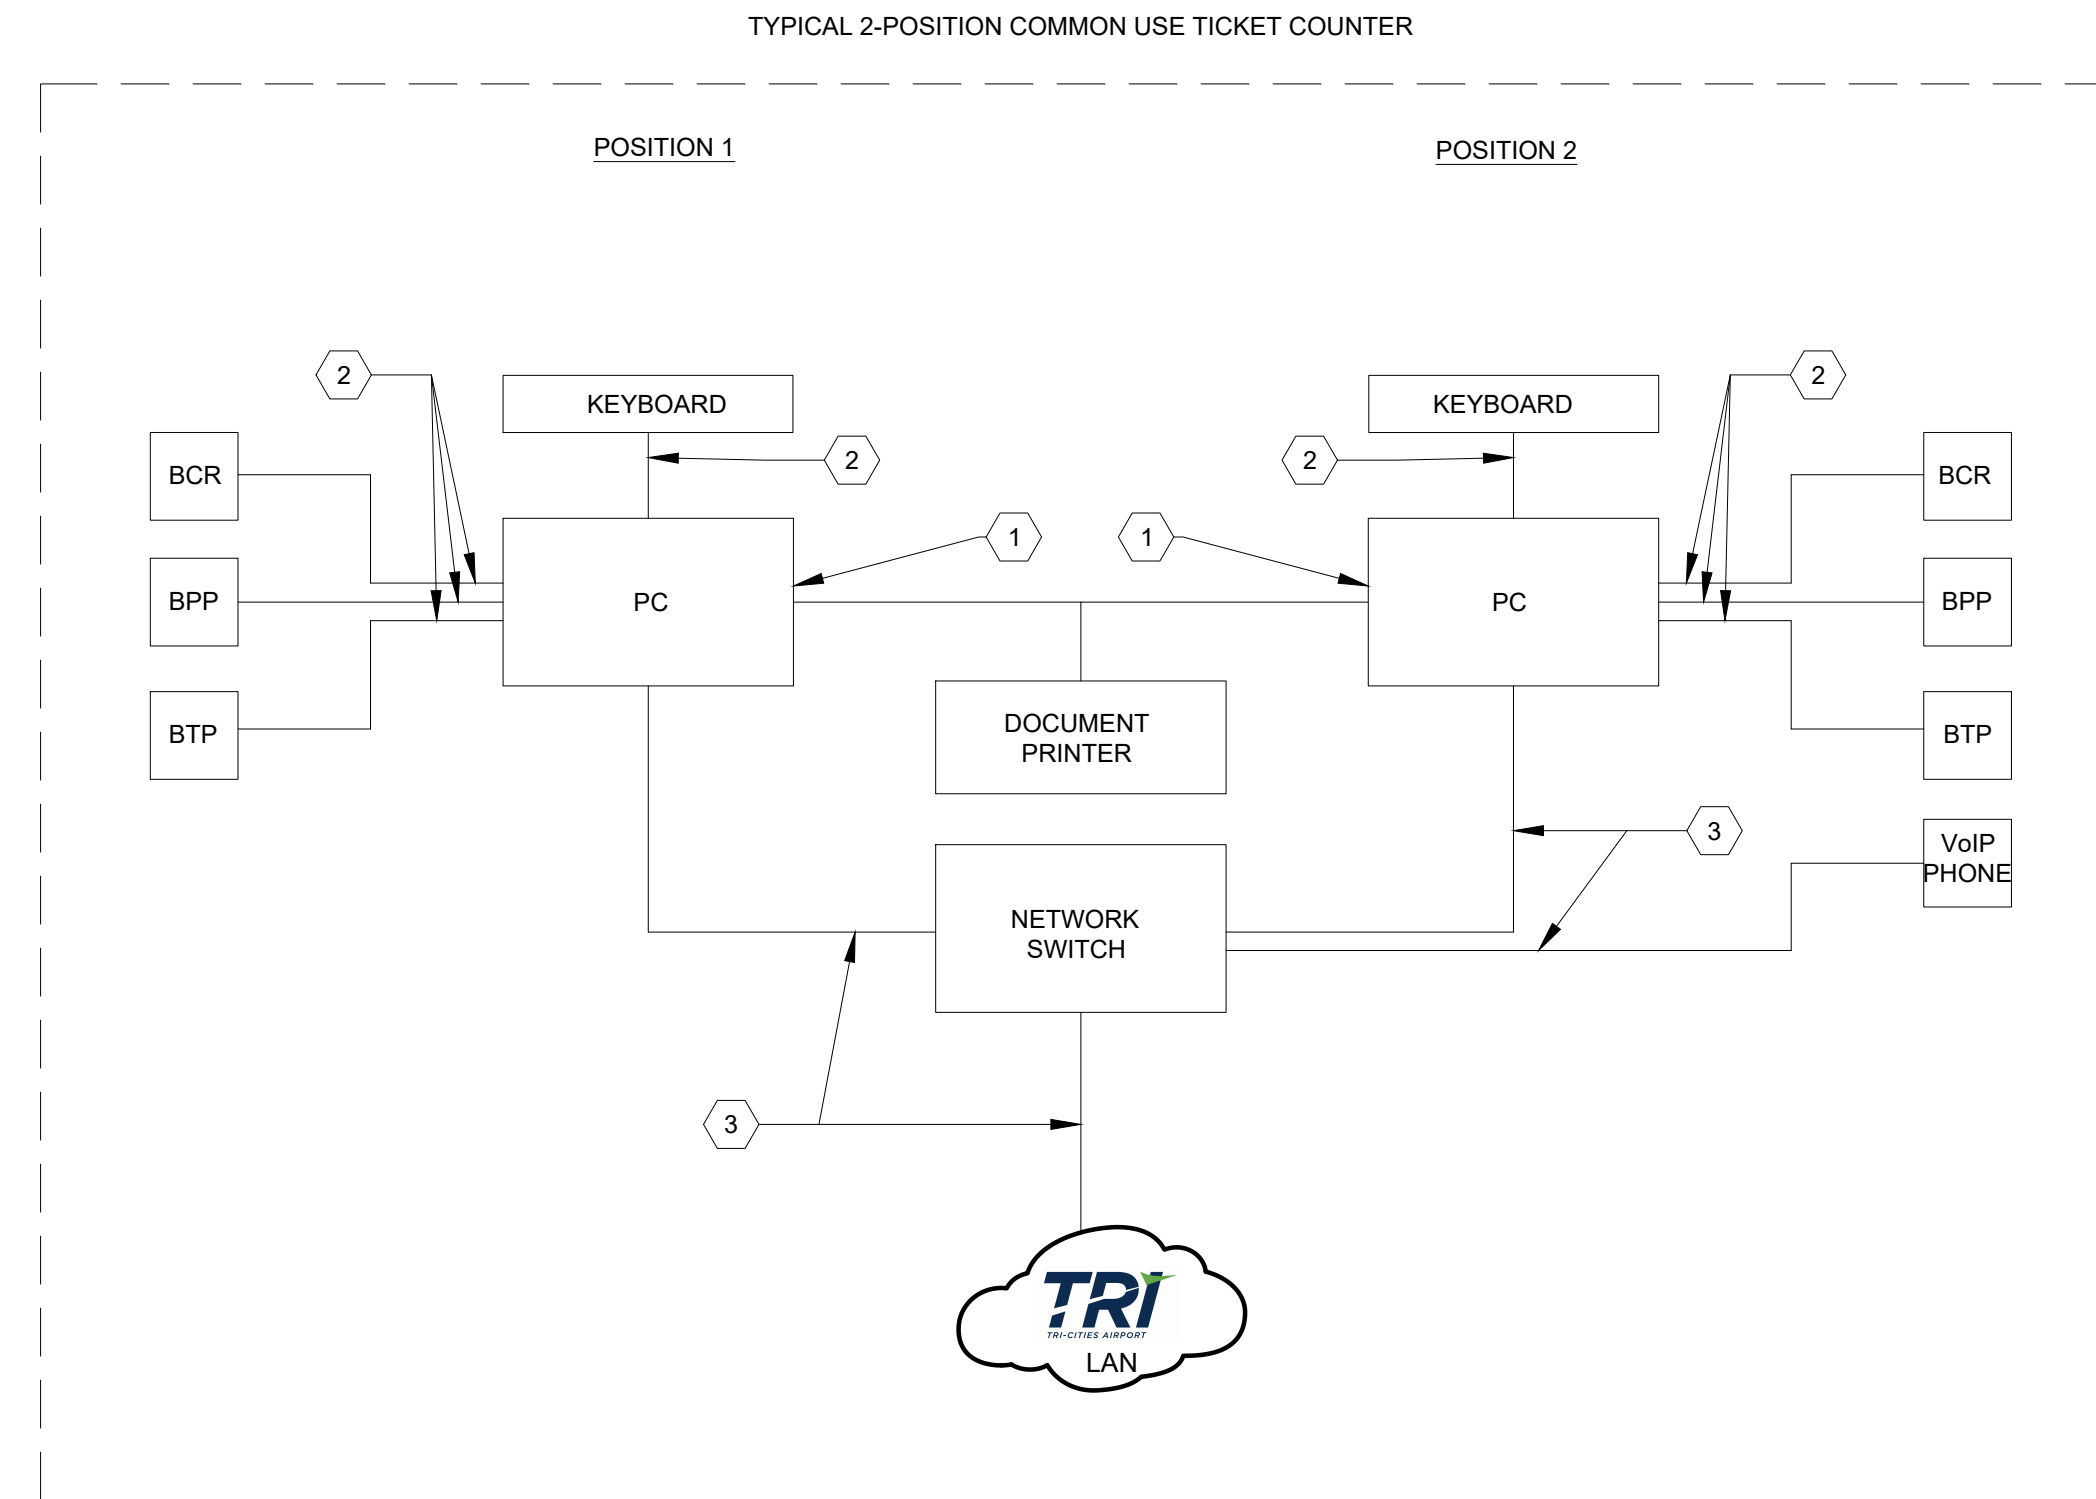 TYPICAL 2-POSITION COMMON USE TICKET COUNTER
POSITION 1
POSITION 2
2
KEYBOARD
KEYBOARD
2
BCR
2
2
BCR
1
1
BPP
PC
PC
BPP
BTP
DOCUMENT
PRINTER
BTP
3
VoIP
PHONE
NETWORK
SWITCH
3
TRI
TRI-CITIES AIRPORT
LAN